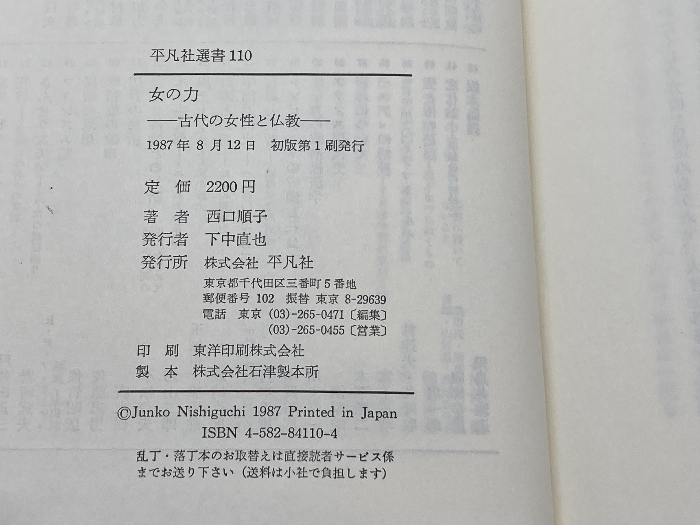 平凡社選書110
女の力
――古代の女性と仏教――
1987年8月12日 初版第1刷発行
定 価 2200円
著 者 西口順子
発行者 下中直也
発行所 株式会社 平凡社
東京都千代田区三番町5番地
郵便番号 102 振替 東京 8-29639
電話 東京 (03)-265-0471〔編集〕
(03)-265-0455〔営業〕
印 刷 東洋印刷株式会社
製 本 株式会社石津製本所
©Junko Nishiguchi 1987 Printed in Japan
ISBN 4-582-84110-4
乱丁・落丁本のお取替えは直接読者サービス係
までお送り下さい（送料は小社で負担します）